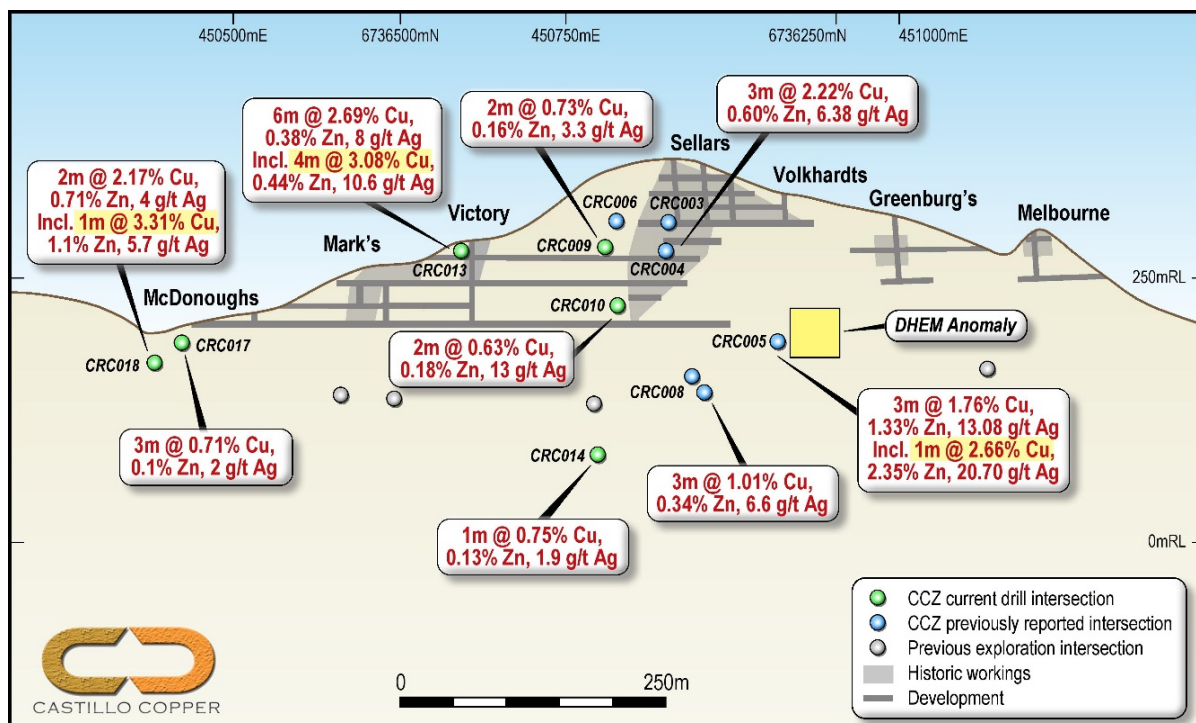 450500mE
6736500mN
450750mE
6736250mN
451000mE
6m @ 2.69% Cu,
0.38% Zn, 8 g/t Ag
Incl. 4m @ 3.08% Cu,
0.44% Zn, 10.6 g/t Ag
2m @ 0.73% Cu,
0.16% Zn, 3.3 g/t Ag
3m @ 2.22% Cu,
0.60% Zn, 6.38 g/t Ag
2m @ 2.17% Cu,
0.71% Zn, 4 g/t Ag
Incl. 1m @ 3.31% Cu,
1.1% Zn, 5.7 g/t Ag
Sellars
Volkhardts
Greenburg's
Melbourne
Victory
Mark's
McDonoughs
CRC006
CRC003
CRC009
CRC004
CRC013
250mRL
CRC010
CRC017
CRC018
CRC005
DHEM Anomaly
2m @ 0.63% Cu,
0.18% Zn, 13 g/t Ag
CRC008
3m @ 1.76% Cu,
1.33% Zn, 13.08 g/t Ag
Incl. 1m @ 2.66% Cu,
2.35% Zn, 20.70 g/t Ag
3m @ 0.71% Cu,
0.1% Zn, 2 g/t Ag
CRC014
3m @ 1.01% Cu,
0.34% Zn, 6.6 g/t Ag
1m @ 0.75% Cu,
0.13% Zn, 1.9 g/t Ag
0mRL
CCZ current drill intersection
CCZ previously reported intersection
Previous exploration intersection
Historic workings
Development
0
250m
CASTILLO COPPER